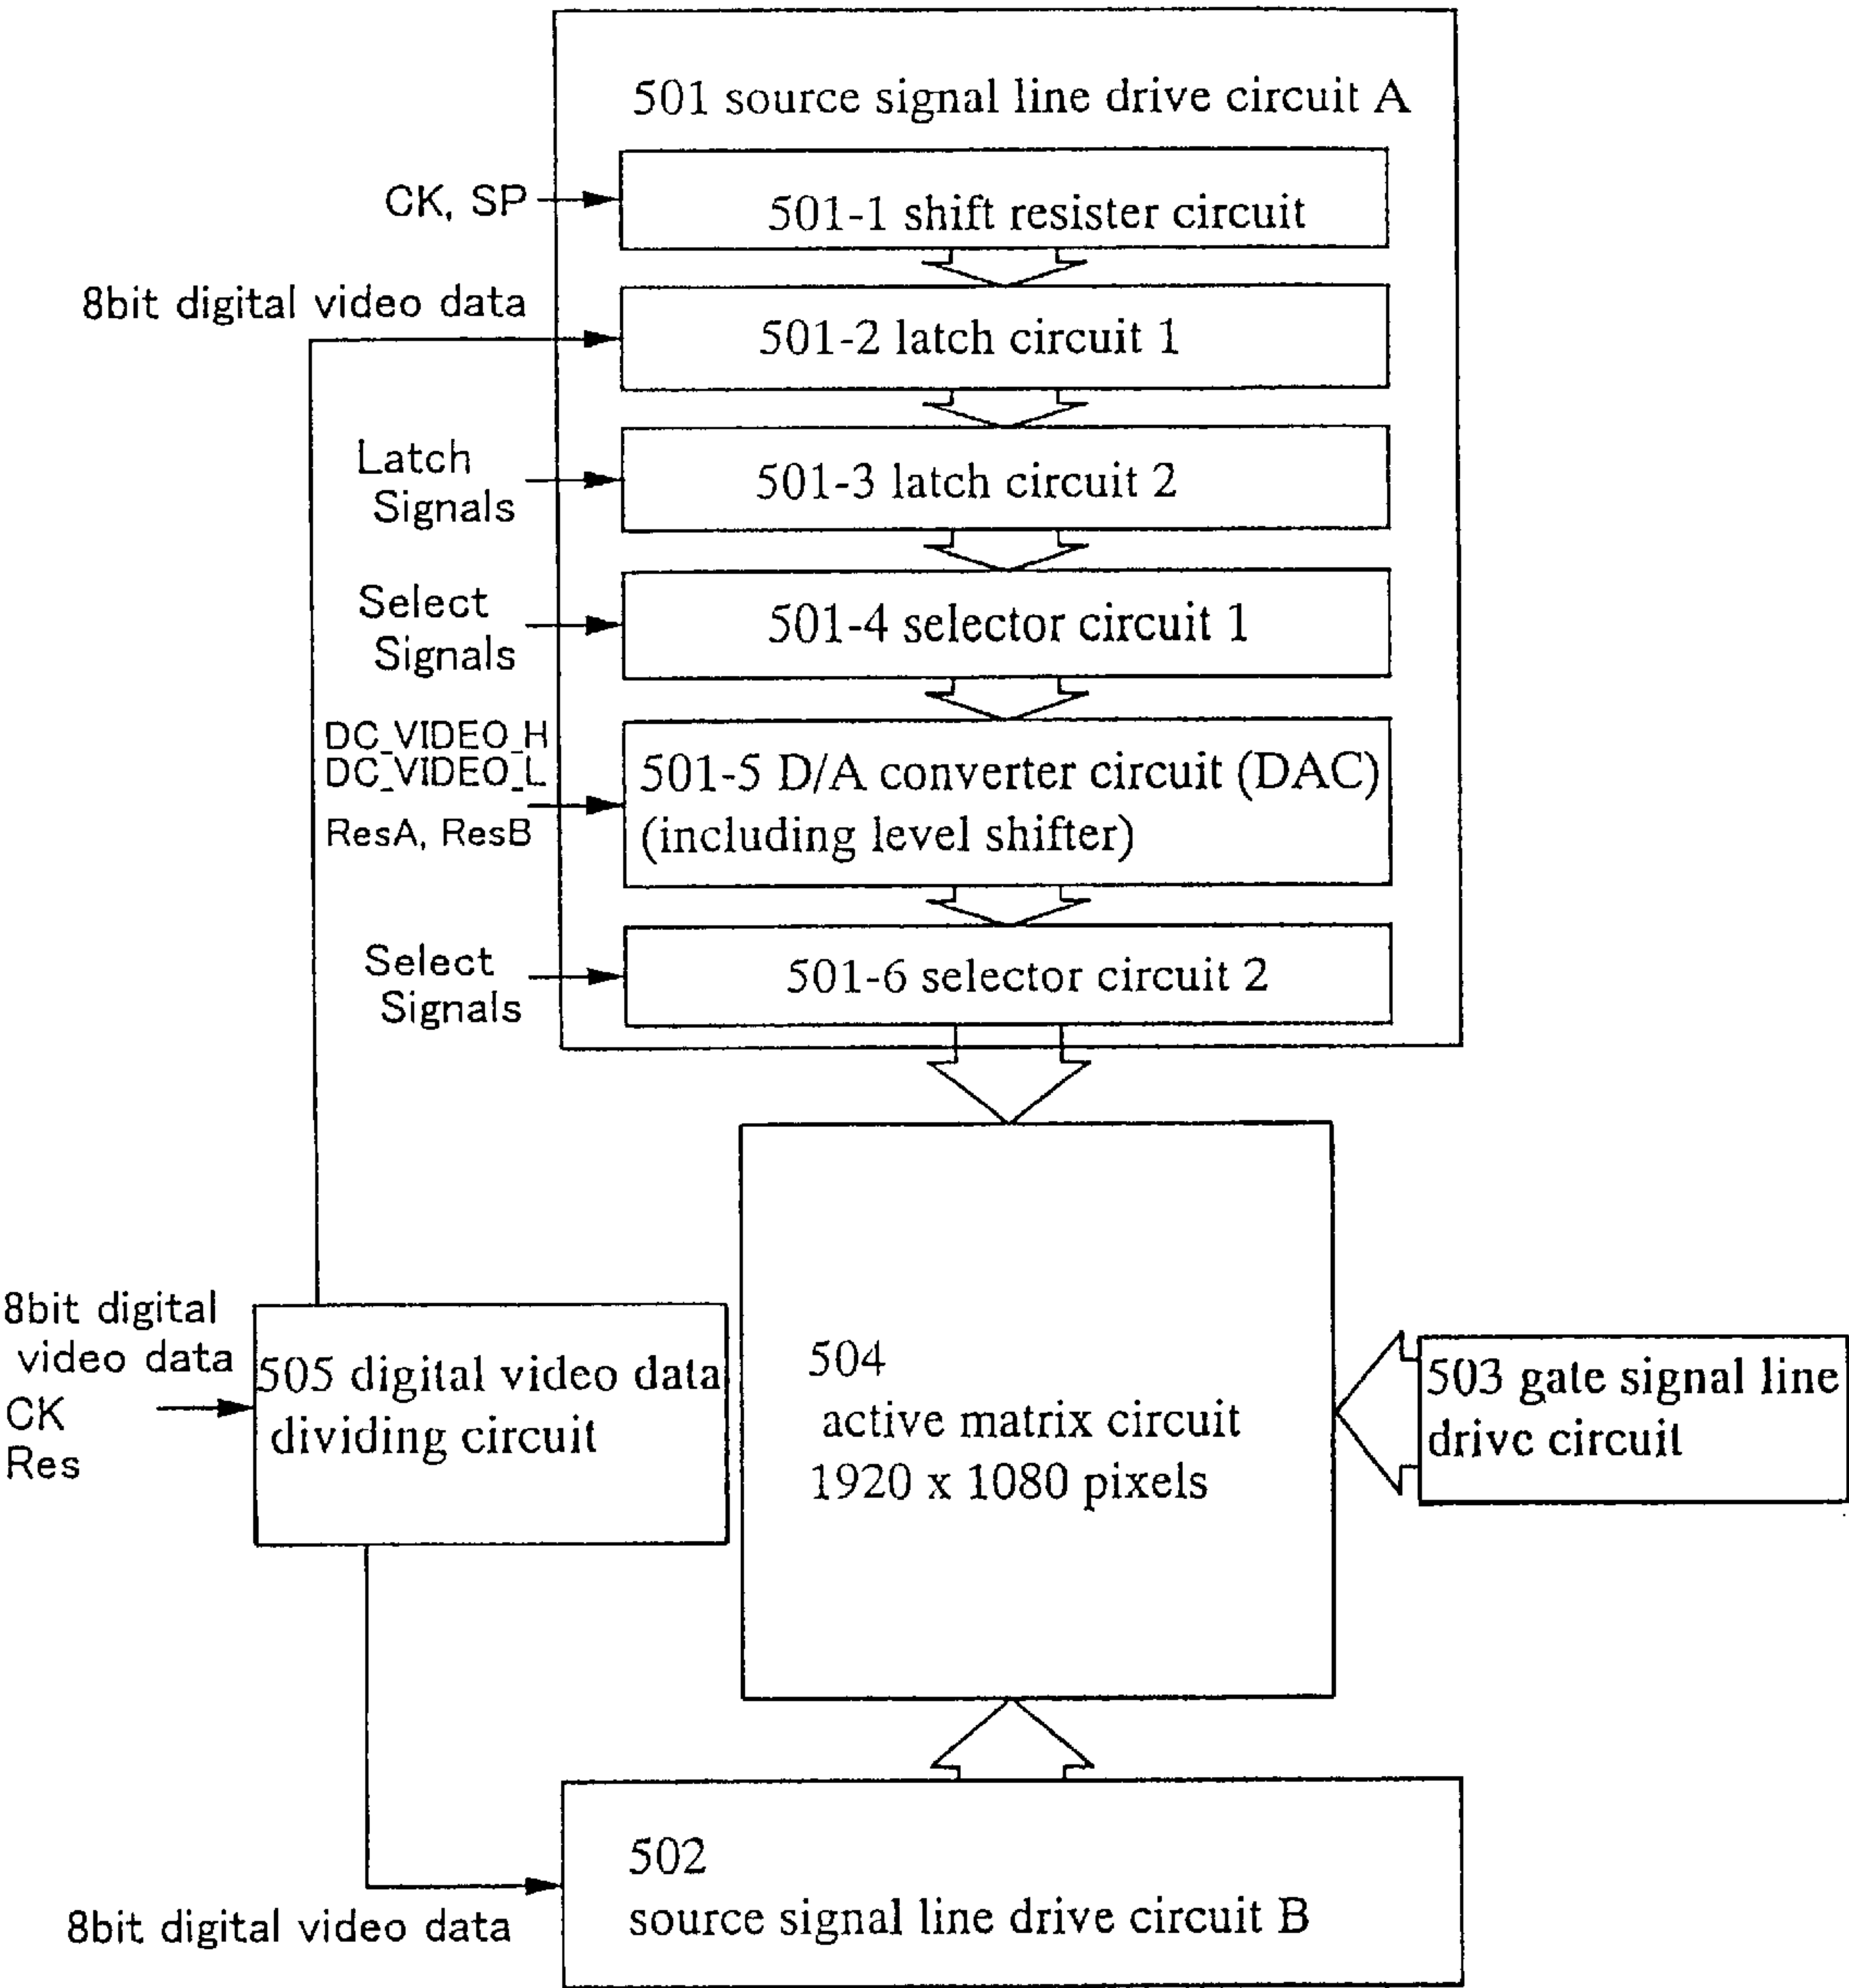 501 source signal line drive circuit A
CK, SP
501-1 shift resister circuit
8bit digital video data
501-2 latch circuit 1
Latch
Signals
501-3 latch circuit 2
Select
Signals
501-4 selector circuit 1
DC_VIDEO_H
DC_VIDEO_L
ResA, ResB
501-5 D/A converter circuit (DAC)
(including level shifter)
Select
Signals
501-6 selector circuit 2
8bit digital
video data
CK
Res
505 digital video data
dividing circuit
504
active matrix circuit
1920 x 1080 pixels
503 gate signal line
drive circuit
502
source signal line drive circuit B
8bit digital video data